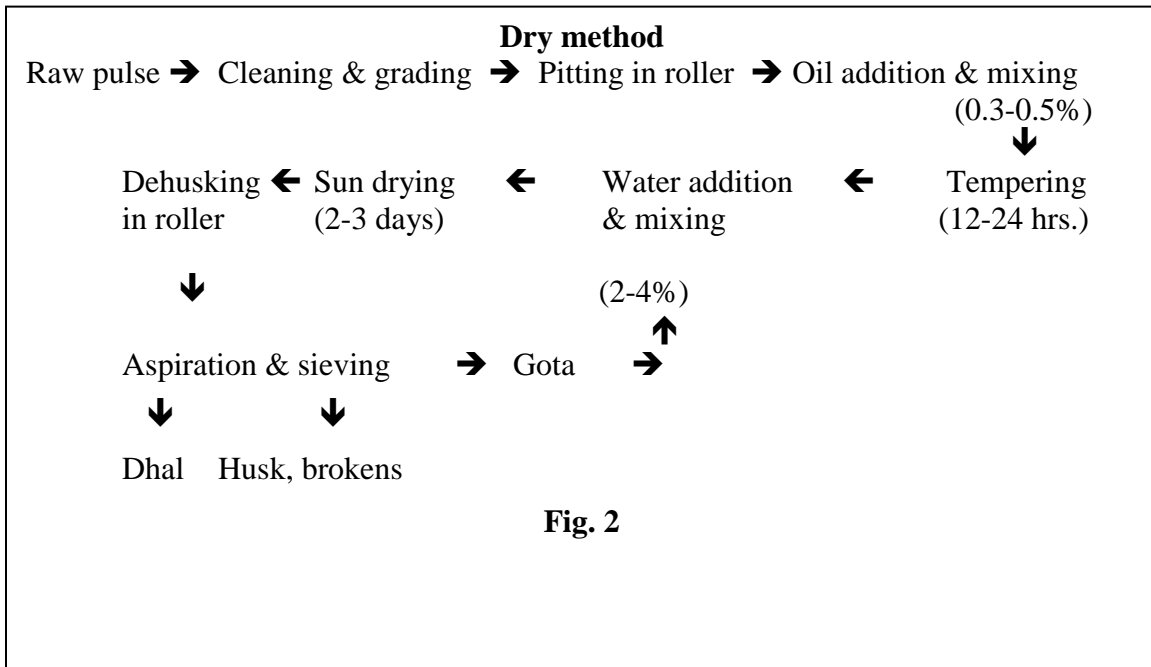 Dry method
Raw pulse ➔ Cleaning & grading ➔ Pitting in roller ➔ Oil addition & mixing
(0.3-0.5%)
Dehusking ← Sun drying ← Water addition ← Tempering
in roller (2-3 days) & mixing (12-24 hrs.)
(2-4%)
Aspiration & sieving ➔ Gota ➔
Dhal Husk, brokens
Fig. 2